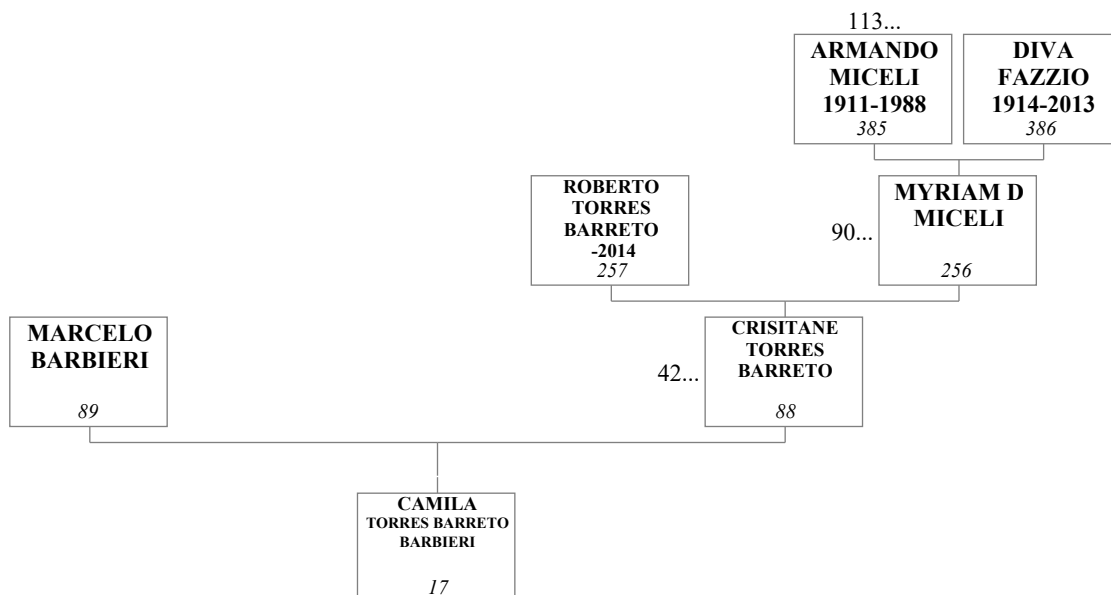 113...
ARMANDO
MICELI
1911-1988
385
DIVA
FAZZIO
1914-2013
386
ROBERTO
TORRES
BARRETO
-2014
257
90...
MYRIAM D
MICELI
256
MARCELO
BARBIERI
89
42...
CRISITANE
TORRES
BARRETO
88
CAMILA
TORRES BARRETO
BARBIERI
17